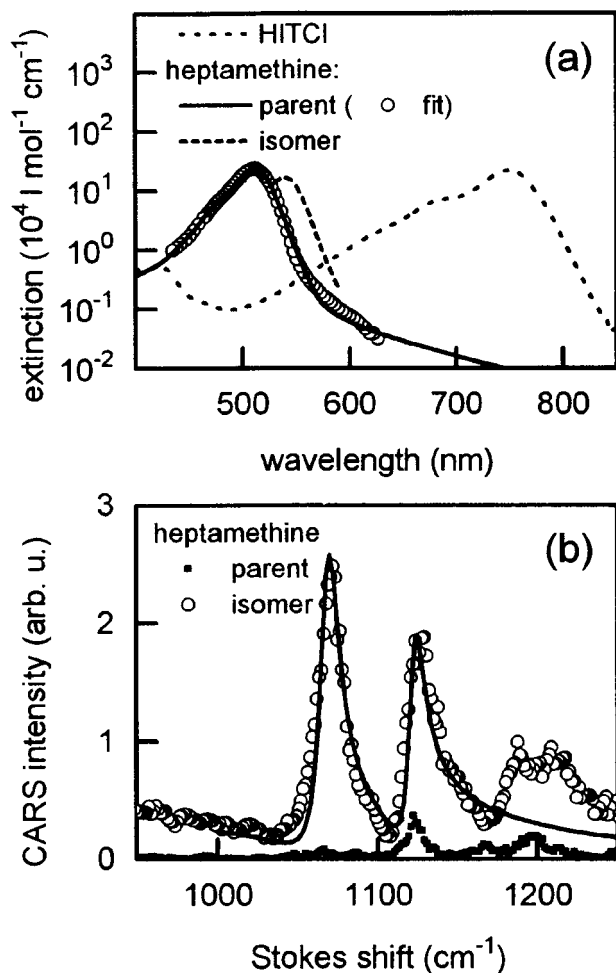 HITCI (a)
heptamethine:
parent ( ○ fit)
isomer
extinction (10⁴ l mol⁻¹ cm⁻¹)
10³
10²
10¹
10⁰
10⁻¹
10⁻²
500 600 700 800
wavelength (nm)
(b)
heptamethine
parent
isomer
CARS intensity (arb. u.)
3
2
1
0
1000 1100 1200
Stokes shift (cm⁻¹)